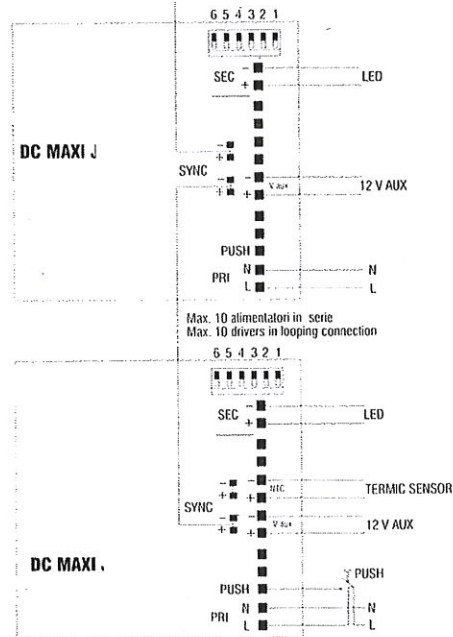 6 5 4 3 2 1
-
SEC
+
LED
DC MAXI J
-
+
SYNC
-
+
-
V aux
+
12 V AUX
PUSH
PRI
N
N
L
L
Max. 10 alimentatori in serie
Max. 10 drivers in looping connection
6 5 4 3 2 1
-
SEC
+
LED
-
+
SYNC
-
+
-
NTC
+
TERMIC SENSOR
-
V aux
+
12 V AUX
DC MAXI
PUSH
PUSH
PRI
N
N
L
L